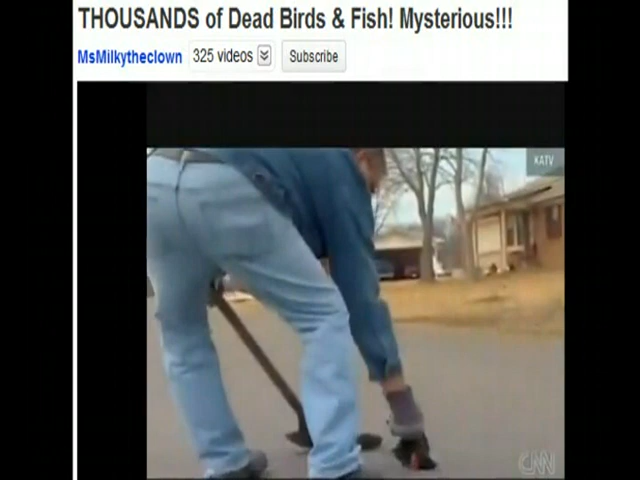 THOUSANDS of Dead Birds & Fish! Mysterious!!!
MsMilkytheclown 325 videos Subscribe
KATV
CNN